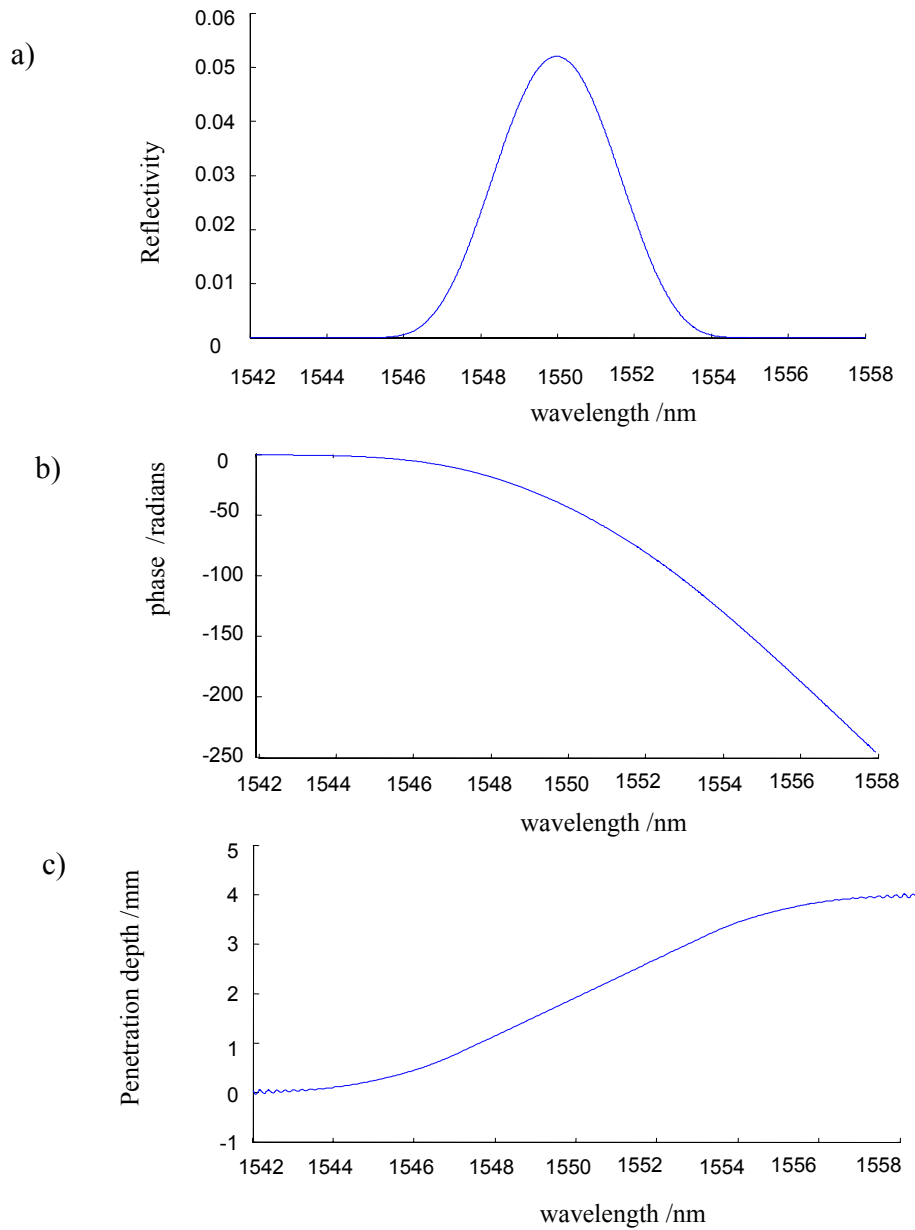 a)
Reflectivity
0.06
0.05
0.04
0.03
0.02
0.01
0
1542 1544 1546 1548 1550 1552 1554 1556 1558
wavelength /nm
b)
phase /radians
0
-50
-100
-150
-200
-250
1542 1544 1546 1548 1550 1552 1554 1556 1558
wavelength /nm
c)
Penetration depth /mm
5
4
3
2
1
0
-1
1542 1544 1546 1548 1550 1552 1554 1556 1558
wavelength /nm